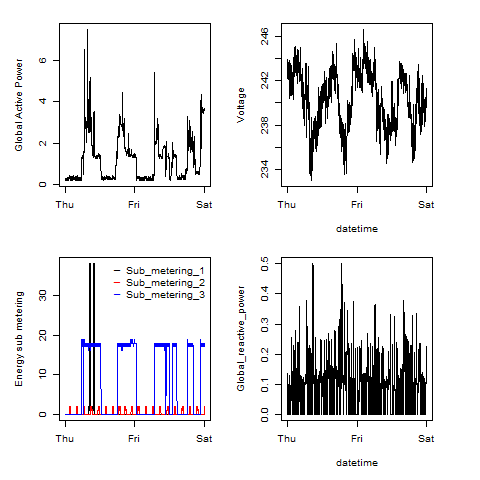 Global Active Power
6
4
2
0
Thu
Fri
Sat
Voltage
246
242
238
234
Thu
Fri
Sat
datetime
Energy sub metering
30
20
10
0
Sub_metering_1
Sub_metering_2
Sub_metering_3
Thu
Fri
Sat
Global_reactive_power
0.5
0.4
0.3
0.2
0.1
0.0
Thu
Fri
Sat
datetime